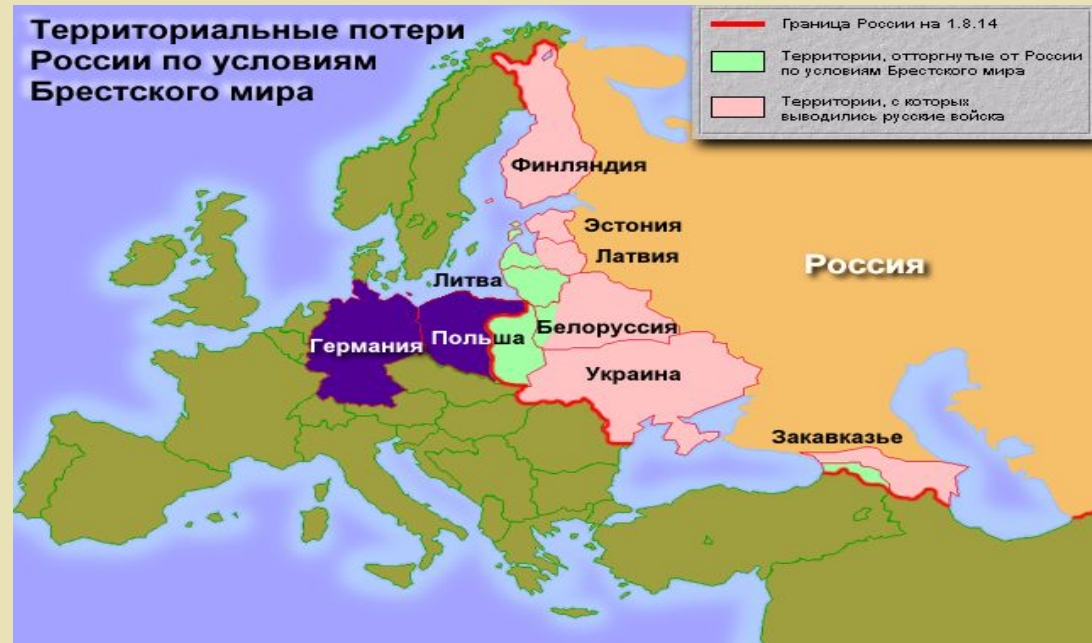 Территориальные потери
России по условиям
Брестского мира
Граница России на 1.8.14
Территории, отторгнутые от России
по условиям Брестского мира
Территории, с которых
выводились русские войска
Финляндия
Эстония
Латвия
Россия
Литва
Белоруссия
Польша
Германия
Украина
Закавказье